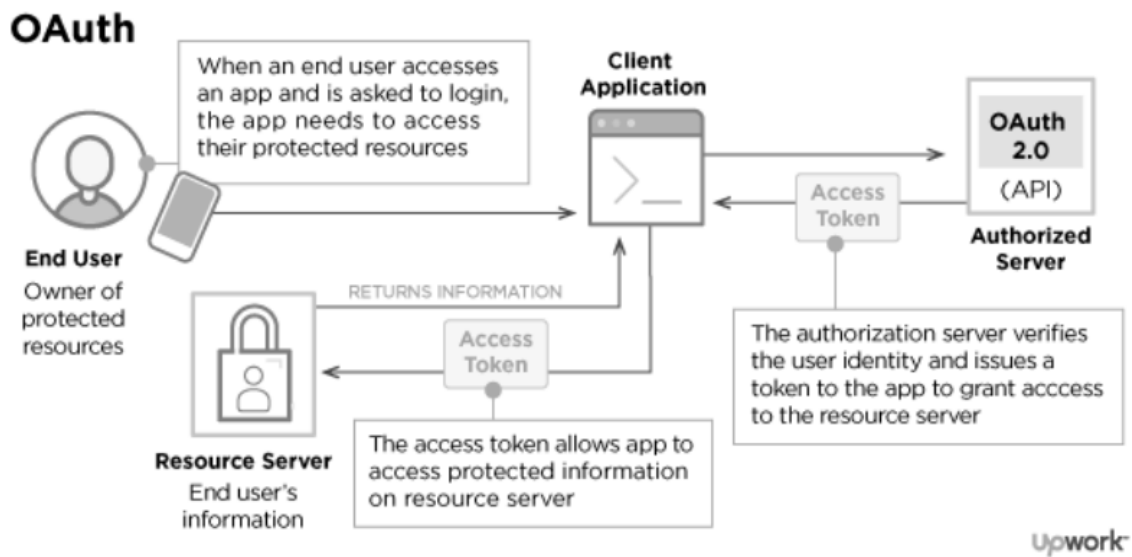 OAuth
When an end user accesses
an app and is asked to login,
the app needs to access
their protected resources
Client
Application
OAuth
2.0
(API)
Access
Token
Authorized
Server
End User
Owner of
protected
resources
RETURNS INFORMATION
Access
Token
The authorization server verifies
the user identity and issues a
token to the app to grant acccess
to the resource server
The access token allows app to
access protected information
on resource server
Resource Server
End user's
information
Upwork